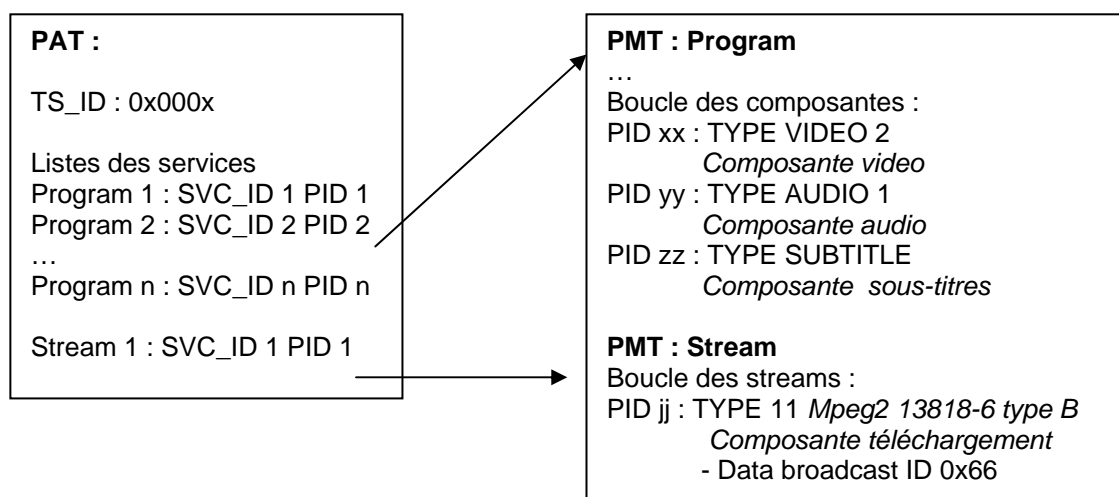 PAT :
TS_ID : 0x000x
Listes des services
Program 1 : SVC_ID 1 PID 1
Program 2 : SVC_ID 2 PID 2
…
Program n : SVC_ID n PID n
Stream 1 : SVC_ID 1 PID 1
PMT : Program
…
Boucle des composantes :
PID xx : TYPE VIDEO 2
Composante video
PID yy : TYPE AUDIO 1
Composante audio
PID zz : TYPE SUBTITLE
Composante sous-titres
PMT : Stream
Boucle des streams :
PID jj : TYPE 11 Mpeg2 13818-6 type B
Composante téléchargement
- Data broadcast ID 0x66